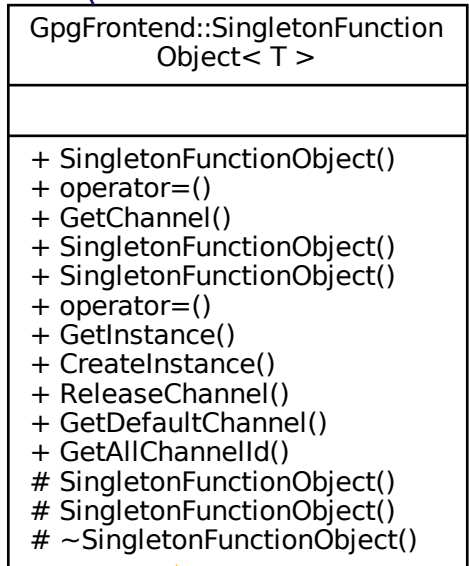 GpgFrontend::SingletonFunction
Object< T >
+ SingletonFunctionObject()
+ operator=()
+ GetChannel()
+ SingletonFunctionObject()
+ SingletonFunctionObject()
+ operator=()
+ GetInstance()
+ CreateInstance()
+ ReleaseChannel()
+ GetDefaultChannel()
+ GetAllChannelId()
# SingletonFunctionObject()
# SingletonFunctionObject()
# ~SingletonFunctionObject()